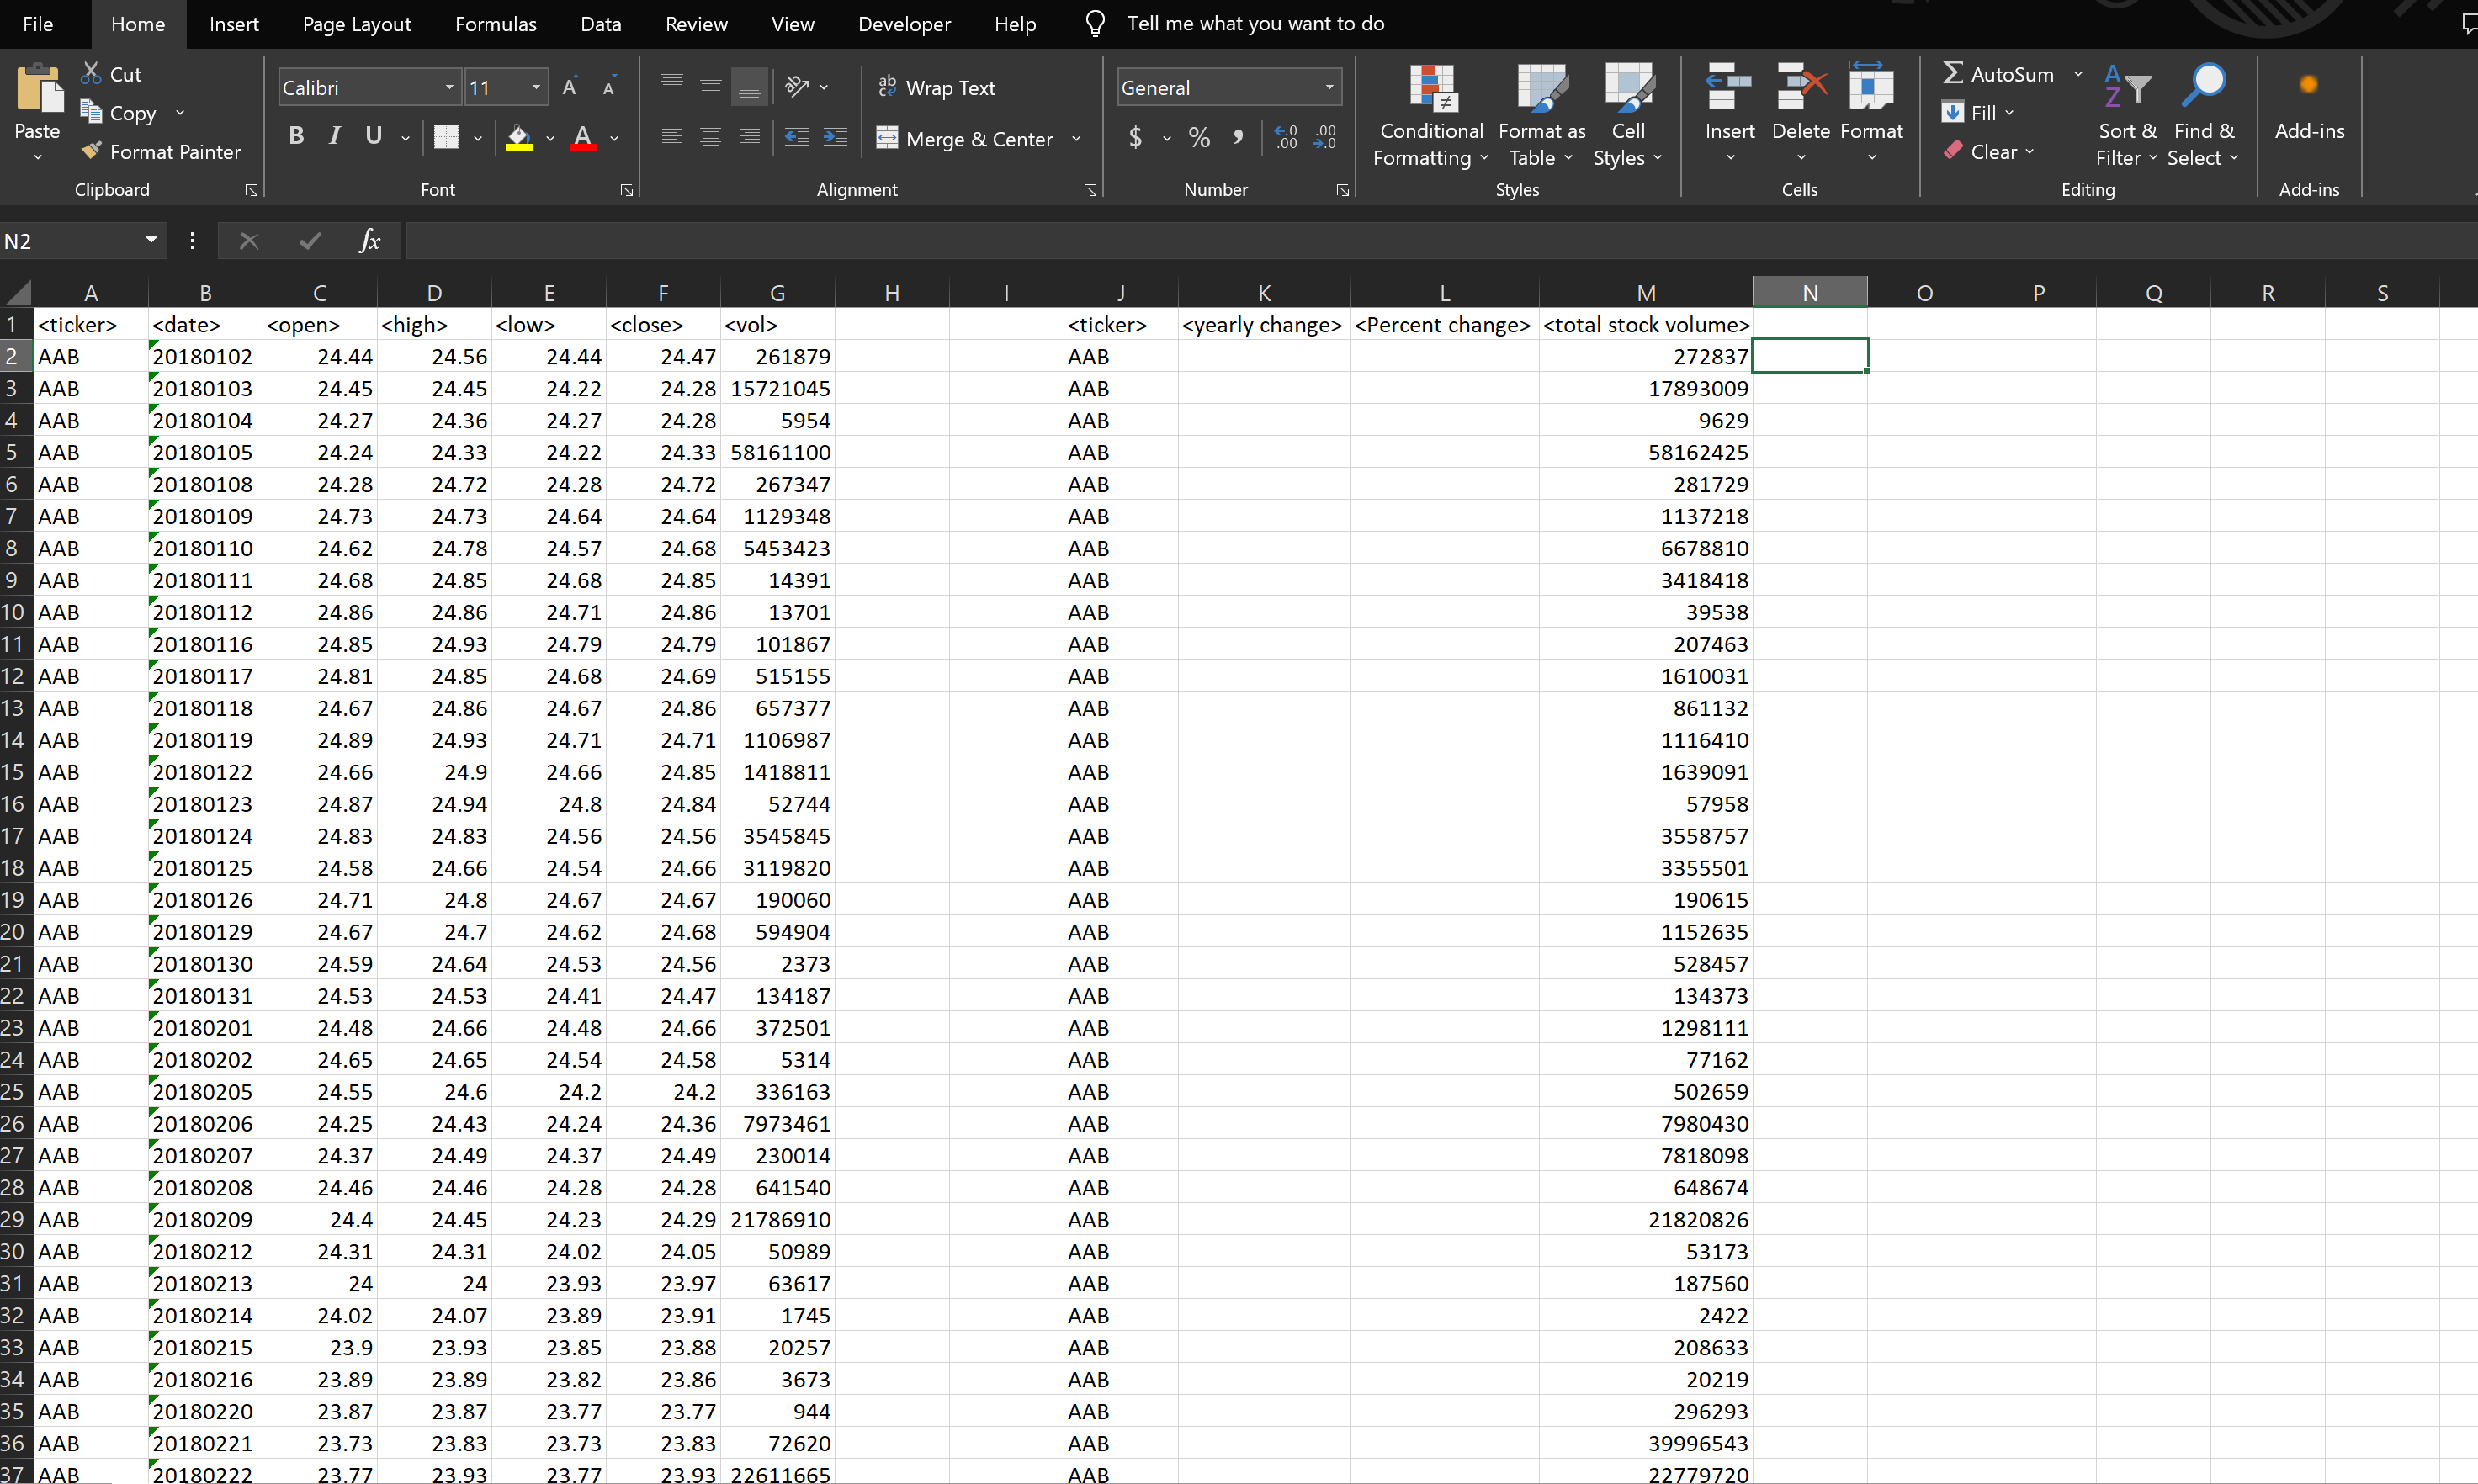 File Home Insert Page Layout Formulas Data Review View Developer Help Tell me what you want to do
Paste Cut Copy Format Painter Clipboard
Calibri 11 A A B I U A Font
ab Wrap Text Merge & Center Alignment
General $ % , .0 .00 .00 .0 Number
Conditional Formatting Format as Table Cell Styles Styles
Insert Delete Format Cells
AutoSum Fill Clear Sort & Filter Find & Select Editing
Add-ins Add-ins
N2 fx
A B C D E F G H I J K L M N O P Q R S
1 <ticker> <date> <open> <high> <low> <close> <vol> <ticker> <yearly change> <Percent change> <total stock volume>
2 AAB 20180102 24.44 24.56 24.44 24.47 261879 AAB 272837
3 AAB 20180103 24.45 24.45 24.22 24.28 15721045 AAB 17893009
4 AAB 20180104 24.27 24.36 24.27 24.28 5954 AAB 9629
5 AAB 20180105 24.24 24.33 24.22 24.33 58161100 AAB 58162425
6 AAB 20180108 24.28 24.72 24.28 24.72 267347 AAB 281729
7 AAB 20180109 24.73 24.73 24.64 24.64 1129348 AAB 1137218
8 AAB 20180110 24.62 24.78 24.57 24.68 5453423 AAB 6678810
9 AAB 20180111 24.68 24.85 24.68 24.85 14391 AAB 3418418
10 AAB 20180112 24.86 24.86 24.71 24.86 13701 AAB 39538
11 AAB 20180116 24.85 24.93 24.79 24.79 101867 AAB 207463
12 AAB 20180117 24.81 24.85 24.68 24.69 515155 AAB 1610031
13 AAB 20180118 24.67 24.86 24.67 24.86 657377 AAB 861132
14 AAB 20180119 24.89 24.93 24.71 24.71 1106987 AAB 1116410
15 AAB 20180122 24.66 24.9 24.66 24.85 1418811 AAB 1639091
16 AAB 20180123 24.87 24.94 24.8 24.84 52744 AAB 57958
17 AAB 20180124 24.83 24.83 24.56 24.56 3545845 AAB 3558757
18 AAB 20180125 24.58 24.66 24.54 24.66 3119820 AAB 3355501
19 AAB 20180126 24.71 24.8 24.67 24.67 190060 AAB 190615
20 AAB 20180129 24.67 24.7 24.62 24.68 594904 AAB 1152635
21 AAB 20180130 24.59 24.64 24.53 24.56 2373 AAB 528457
22 AAB 20180131 24.53 24.53 24.41 24.47 134187 AAB 134373
23 AAB 20180201 24.48 24.66 24.48 24.66 372501 AAB 1298111
24 AAB 20180202 24.65 24.65 24.54 24.58 5314 AAB 77162
25 AAB 20180205 24.55 24.6 24.2 24.2 336163 AAB 502659
26 AAB 20180206 24.25 24.43 24.24 24.36 7973461 AAB 7980430
27 AAB 20180207 24.37 24.49 24.37 24.49 230014 AAB 7818098
28 AAB 20180208 24.46 24.46 24.28 24.28 641540 AAB 648674
29 AAB 20180209 24.4 24.45 24.23 24.29 21786910 AAB 21820826
30 AAB 20180212 24.31 24.31 24.02 24.05 50989 AAB 53173
31 AAB 20180213 24 24 23.93 23.97 63617 AAB 187560
32 AAB 20180214 24.02 24.07 23.89 23.91 1745 AAB 2422
33 AAB 20180215 23.9 23.93 23.85 23.88 20257 AAB 208633
34 AAB 20180216 23.89 23.89 23.82 23.86 3673 AAB 20219
35 AAB 20180220 23.87 23.87 23.77 23.77 944 AAB 296293
36 AAB 20180221 23.73 23.83 23.73 23.83 72620 AAB 39996543
37 AAB 20180222 23.77 23.93 23.77 23.93 22611665 AAB 22779720